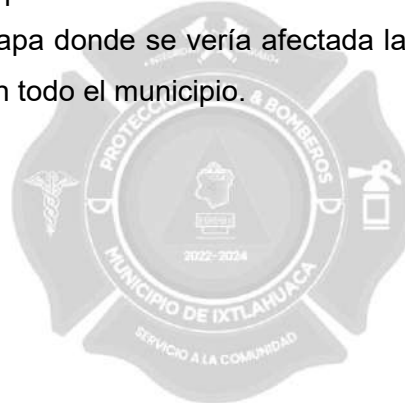 apa donde se vería afectada la
n todo el municipio.
PROTECCIÓN & BOMBEROS
2022-2024
MUNICIPIO DE IXTLAHUACA
SERVICIO A LA COMUNIDAD